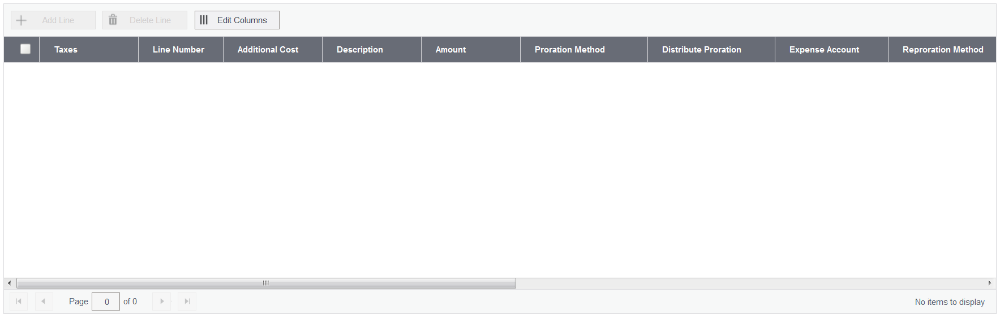 Add Line Delete Line Edit Columns
Taxes Line Number Additional Cost Description Amount Proration Method Distribute Proration Expense Account Reproration Method
Page 0 of 0 No items to display